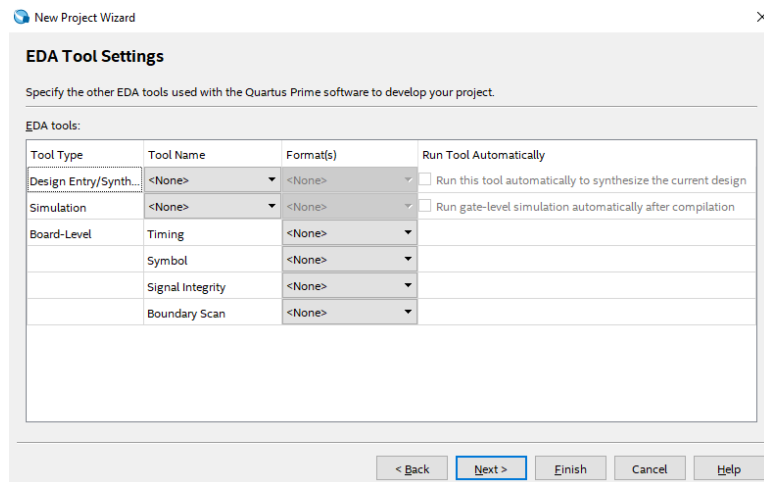 New Project Wizard
EDA Tool Settings
Specify the other EDA tools used with the Quartus Prime software to develop your project.
EDA tools:
Tool Type Tool Name Format(s) Run Tool Automatically
Design Entry/Synth... <None> <None> Run this tool automatically to synthesize the current design
Simulation <None> <None> Run gate-level simulation automatically after compilation
Board-Level Timing <None>
Symbol <None>
Signal Integrity <None>
Boundary Scan <None>
< Back Next > Finish Cancel Help